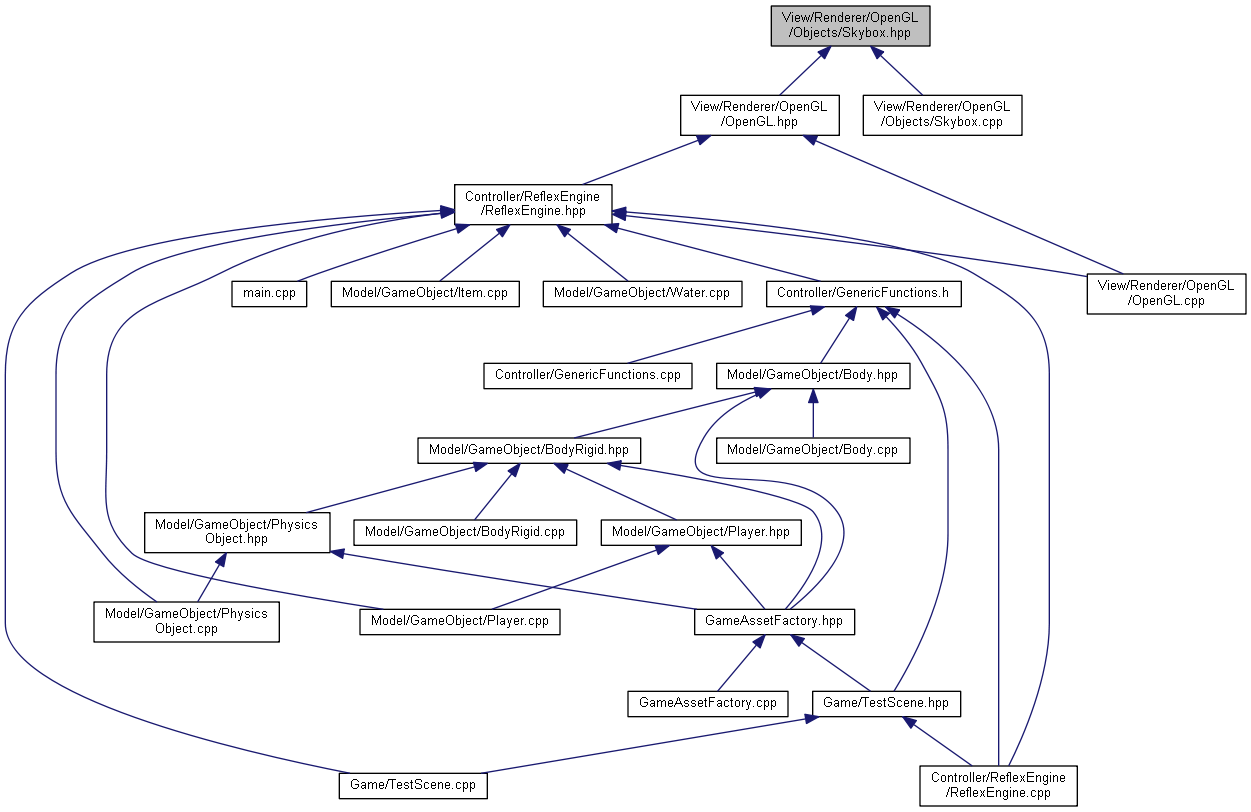 View/Renderer/OpenGL
/Objects/Skybox.hpp
View/Renderer/OpenGL
/OpenGL.hpp
View/Renderer/OpenGL
/Objects/Skybox.cpp
Controller/ReflexEngine
/ReflexEngine.hpp
main.cpp
Model/GameObject/Item.cpp
Model/GameObject/Water.cpp
Controller/GenericFunctions.h
View/Renderer/OpenGL
/OpenGL.cpp
Controller/GenericFunctions.cpp
Model/GameObject/Body.hpp
Model/GameObject/BodyRigid.hpp
Model/GameObject/Body.cpp
Model/GameObject/Physics
Object.hpp
Model/GameObject/BodyRigid.cpp
Model/GameObject/Player.hpp
Model/GameObject/Physics
Object.cpp
Model/GameObject/Player.cpp
GameAssetFactory.hpp
GameAssetFactory.cpp
Game/TestScene.hpp
Game/TestScene.cpp
Controller/ReflexEngine
/ReflexEngine.cpp